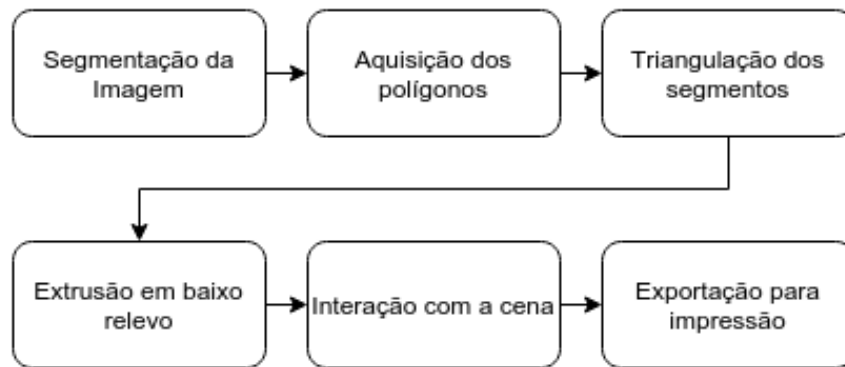 Segmentação da
Imagem
Aquisição dos
polígonos
Triangulação dos
segmentos
Extrusão em baixo
relevo
Interação com a cena
Exportação para
impressão